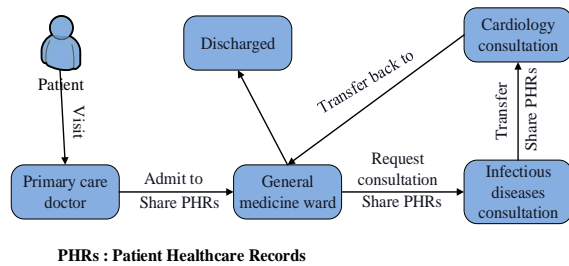 Patient
Visit
Primary care
doctor
Admit to
Share PHRs
Discharged
General
medicine ward
Request
consultation
Share PHRs
Infectious
diseases
consultation
Transfer
Share PHRs
Cardiology
consultation
Transfer back to
PHRs : Patient Healthcare Records